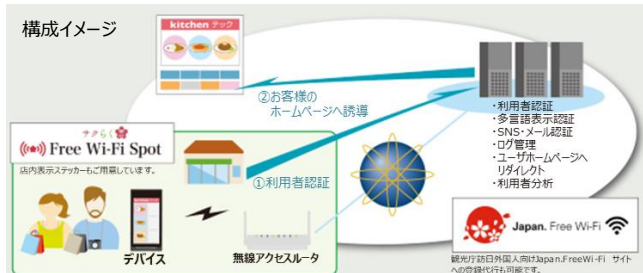 構成イメージ
kitchen テック
②お客様の
ホームページへ誘導
・利用者認証
・多言語表示認証
・SNS・メール認証
・ログ管理
・ユーザホームページへ
リダイレクト
・利用者分析
サクらく
Free Wi-Fi Spot
店内表示ステッカーもご用意しています。
①利用者認証
デバイス
無線アクセスルータ
Japan. Free Wi-Fi
観光庁訪日外国人向けJapan.FreeWi-Fi サイト
への登録代行も可能です。